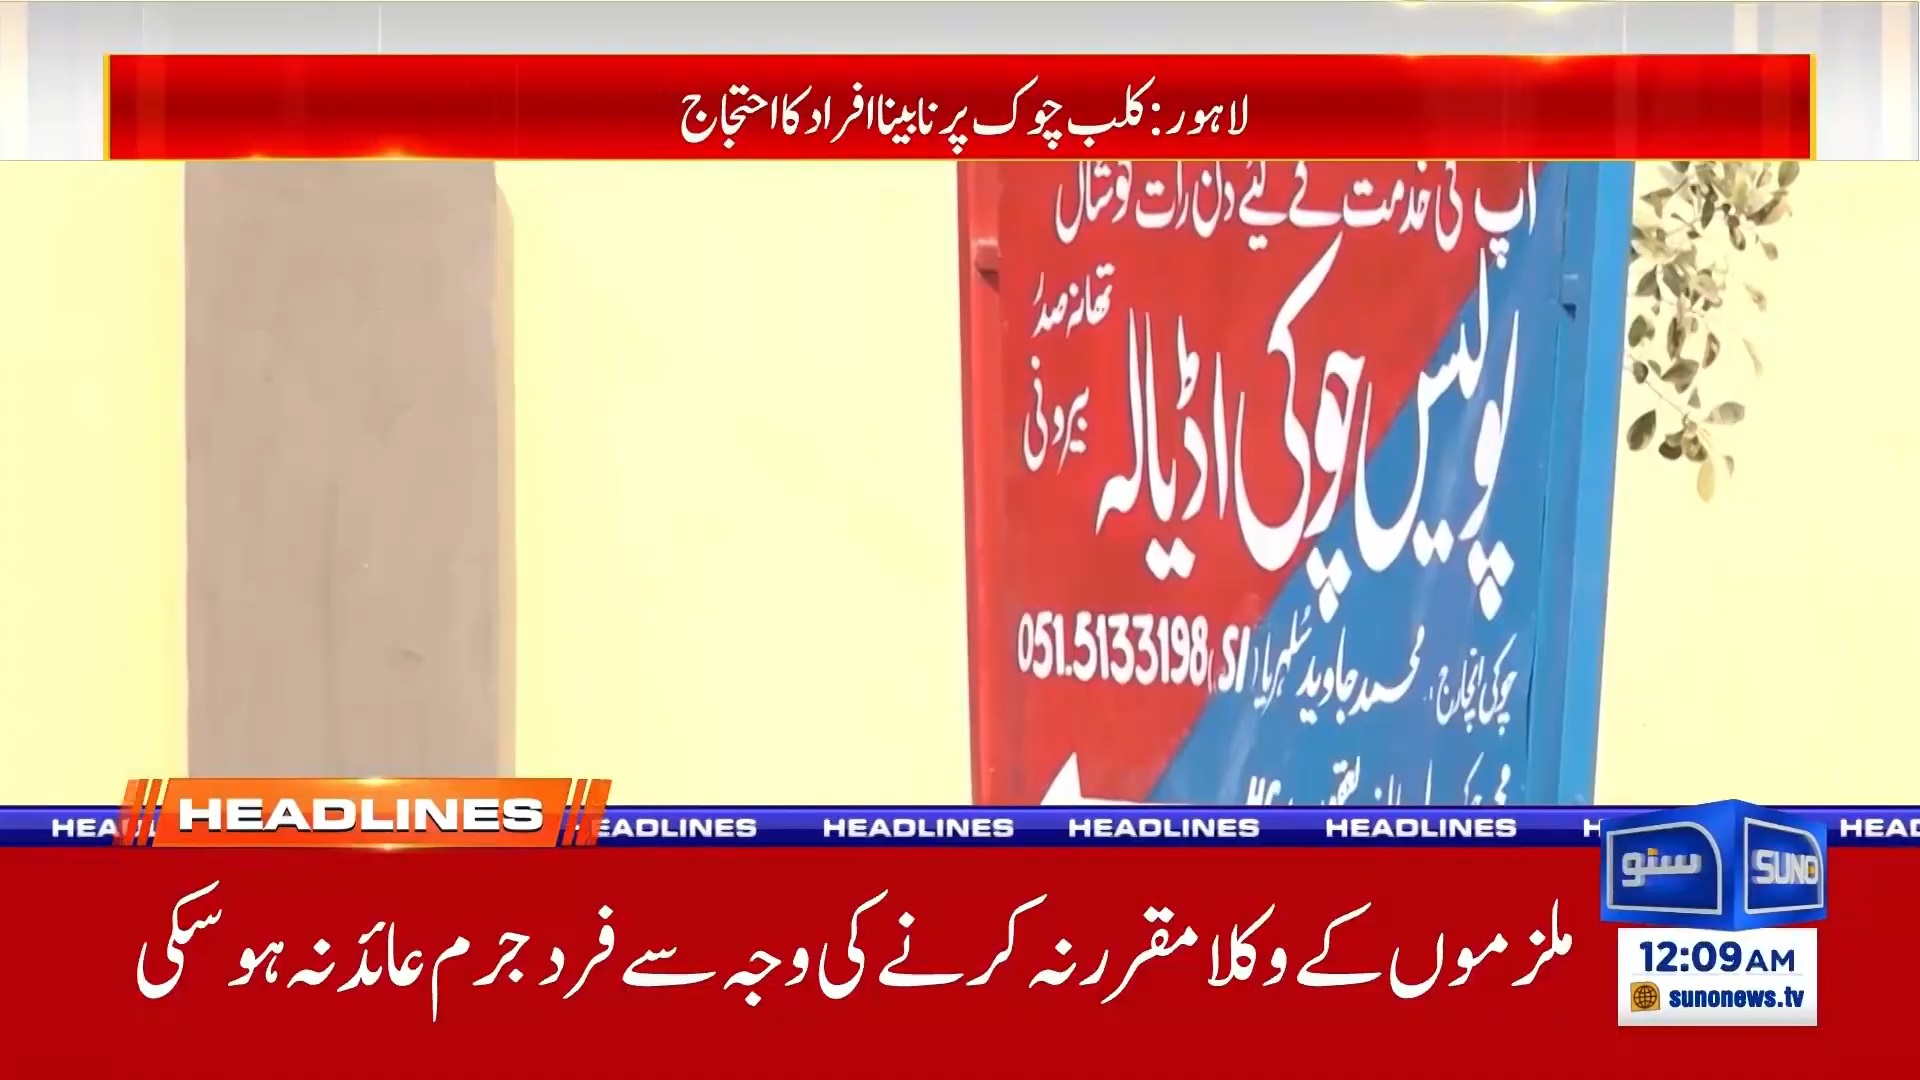 لاہور: کلب چوک پر نابینا افراد کا احتجاج
آپ کی خدمت کے لیئے دن رات کوشاں
تھانہ صدر
بیرونی
پولیس چوکی اڈیالہ
چوکی انچارج. محمد جاوید سلہریا (SI) 051.5133198
HEADLINES
HEADLINES HEADLINES HEADLINES HEADLINES
سنو SUNO
ملزموں کے وکلا مقرر نہ کرنے کی وجہ سے فرد جرم عائد نہ ہو سکی
12:09 AM
sunonews.tv